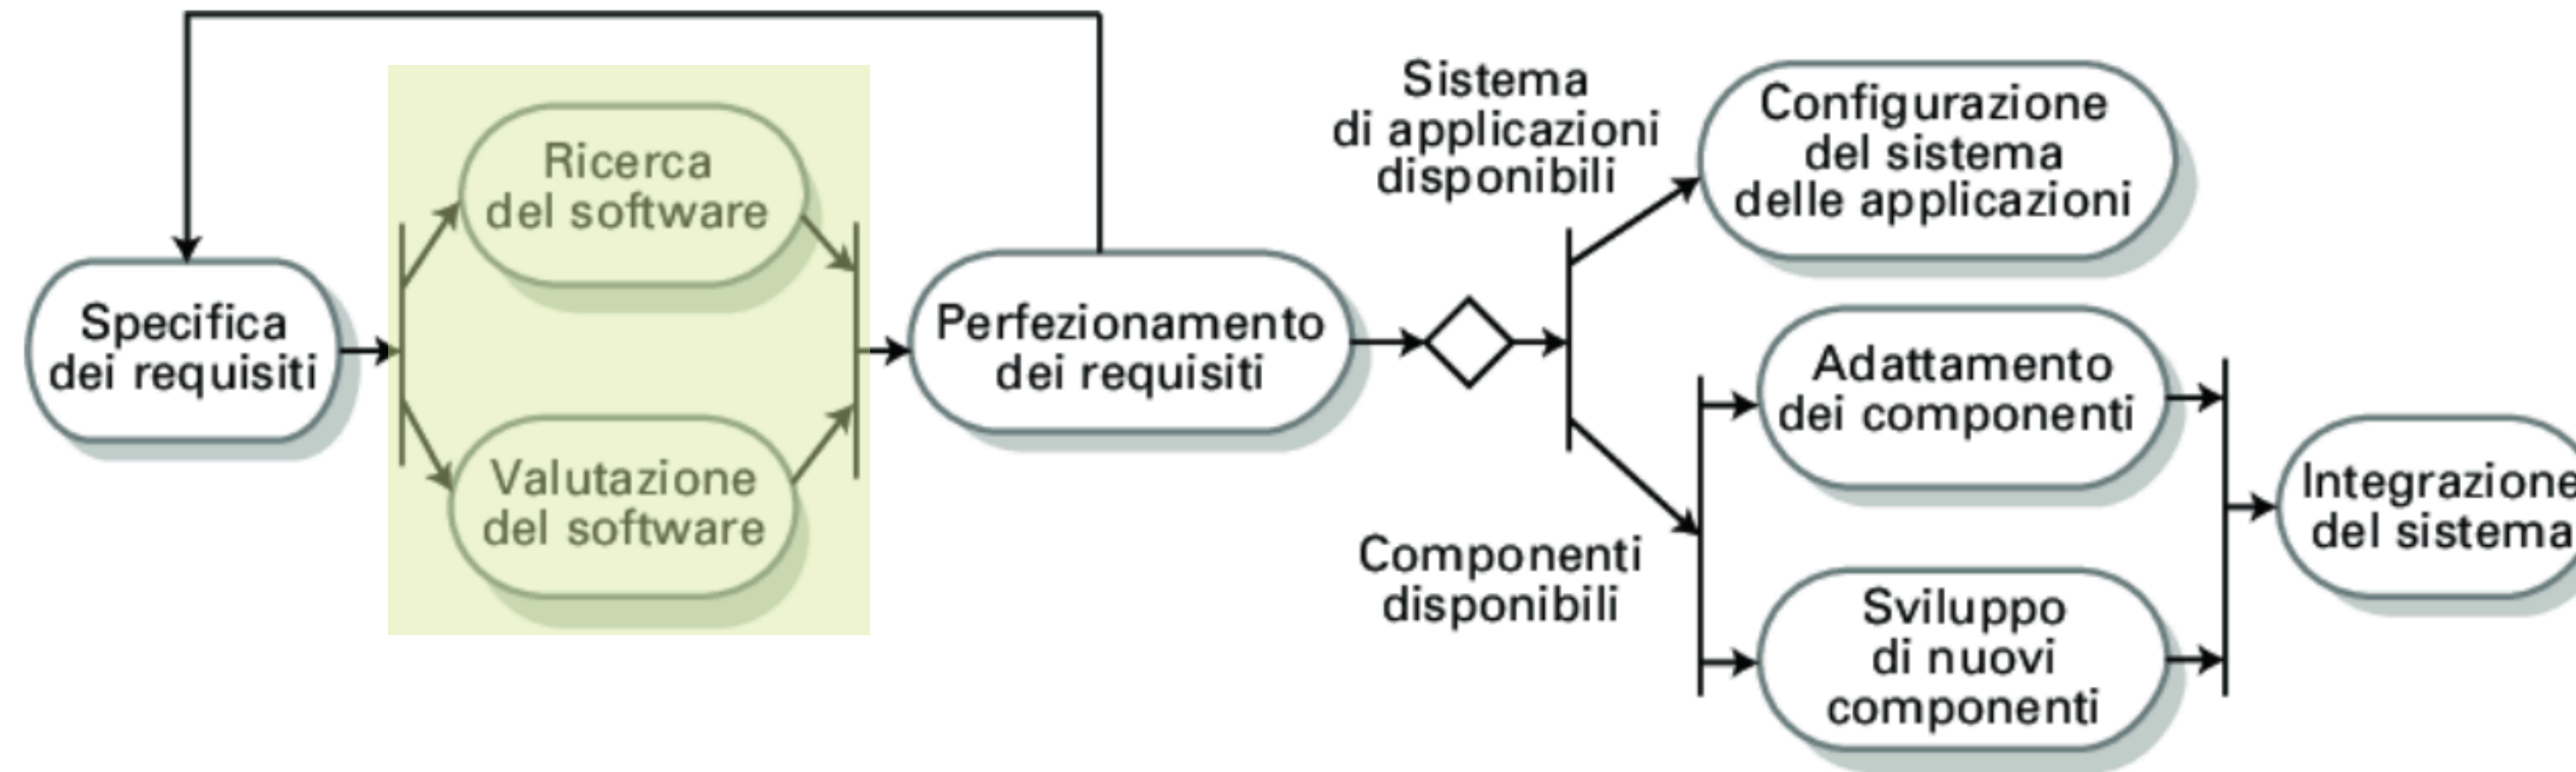 Specifica
dei requisiti
Ricerca
del software
Valutazione
del software
Perfezionamento
dei requisiti
Sistema
di applicazioni
disponibili
Componenti
disponibili
Configurazione
del sistema
delle applicazioni
Adattamento
dei componenti
Sviluppo
di nuovi
componenti
Integrazione
del sistema